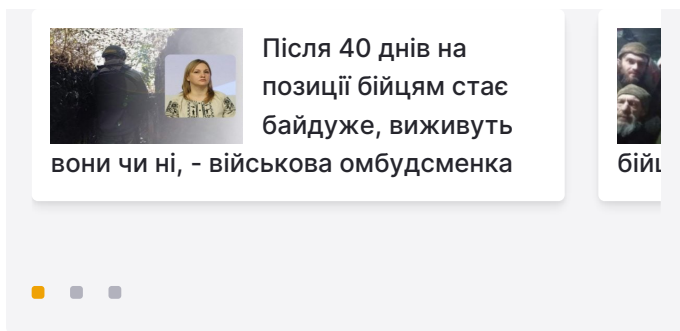 Після 40 днів на
позиції бійцям стає
байдуже, виживуть
вони чи ні, - військова омбудсменка